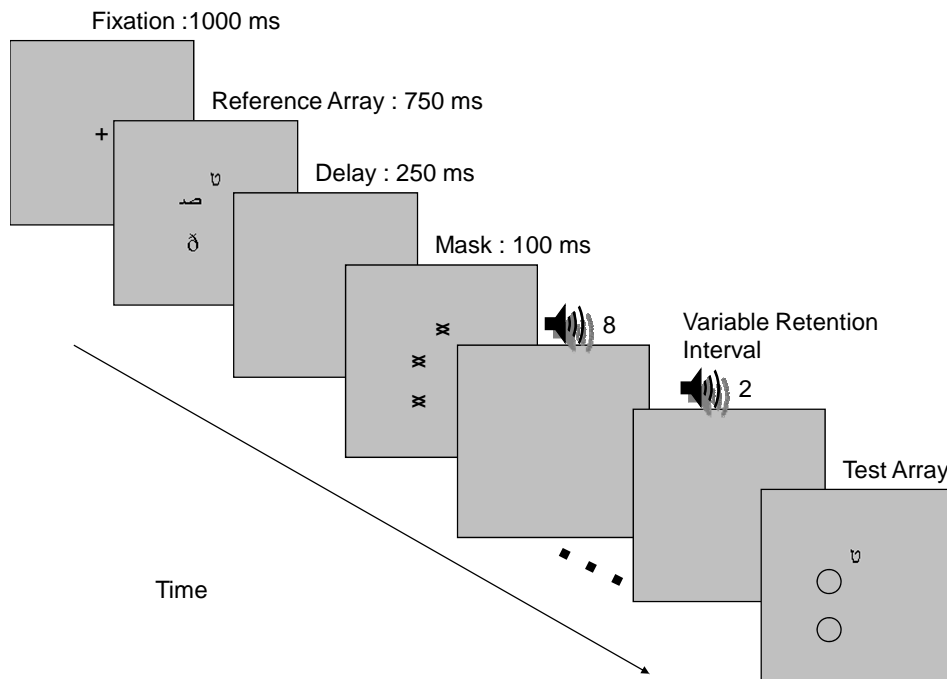 Fixation :1000 ms
+
Reference Array : 750 ms
ט
ڝ
ð
Delay : 250 ms
Mask : 100 ms
8
Variable Retention
Interval
2
Test Array
ט
Time